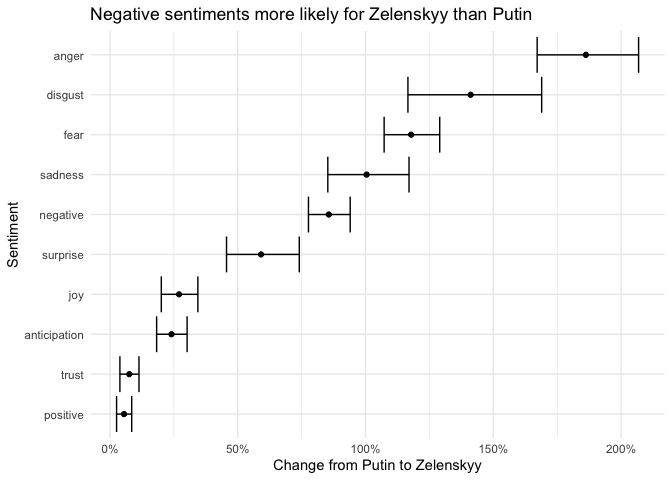 Negative sentiments more likely for Zelenskyy than Putin
Sentiment
anger
disgust
fear
sadness
negative
surprise
joy
anticipation
trust
positive
0% 50% 100% 150% 200%
Change from Putin to Zelenskyy